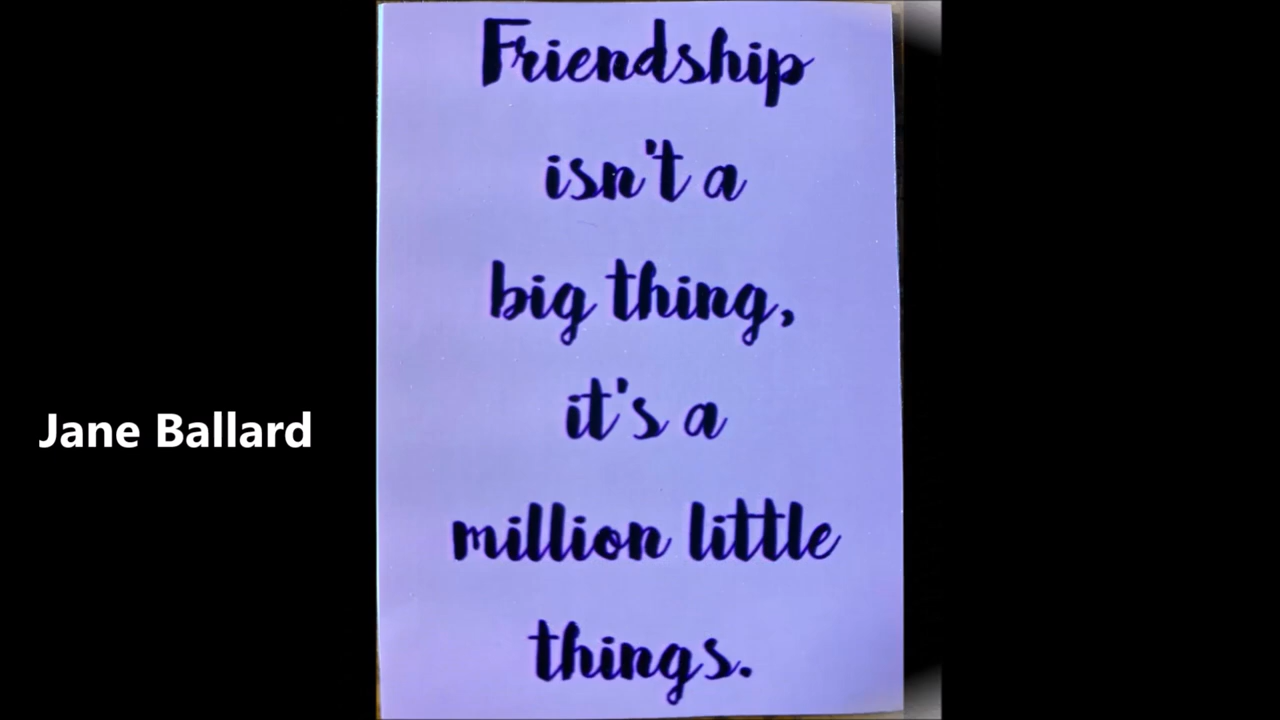 Friendship
isn't a
big thing,
it's a
million little
things.
Jane Ballard